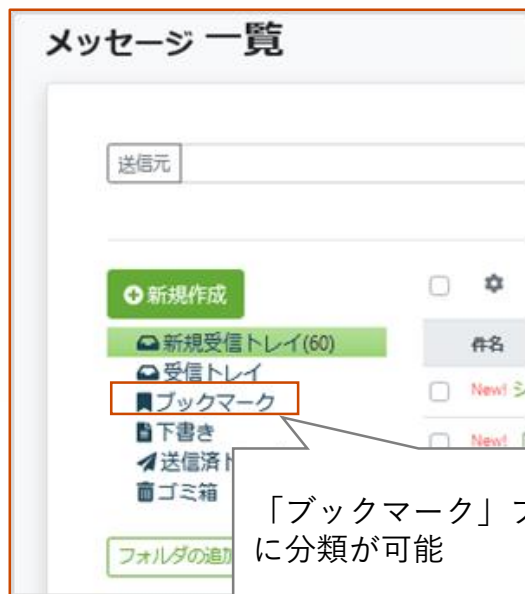 メッセージ 一覧
送信元
新規作成
新規受信トレイ(60)
件名
受信トレイ
New!
ブックマーク
下書き
New!
送信済
ゴミ箱
「ブックマーク」フ
に分類が可能
フォルダの追加